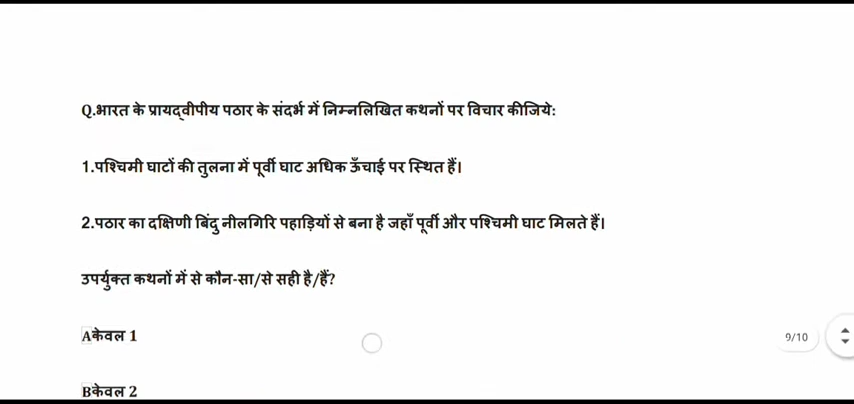 Q.भारत के प्रायद्वीपीय पठार के संदर्भ में निम्नलिखित कथनों पर विचार कीजिये:
1.पश्चिमी घाटों की तुलना में पूर्वी घाट अधिक ऊँचाई पर स्थित हैं।
2.पठार का दक्षिणी बिंदु नीलगिरि पहाड़ियों से बना है जहाँ पूर्वी और पश्चिमी घाट मिलते हैं।
उपर्युक्त कथनों में से कौन-सा/से सही है/हैं?
Aकेवल 1
9/10
Bकेवल 2